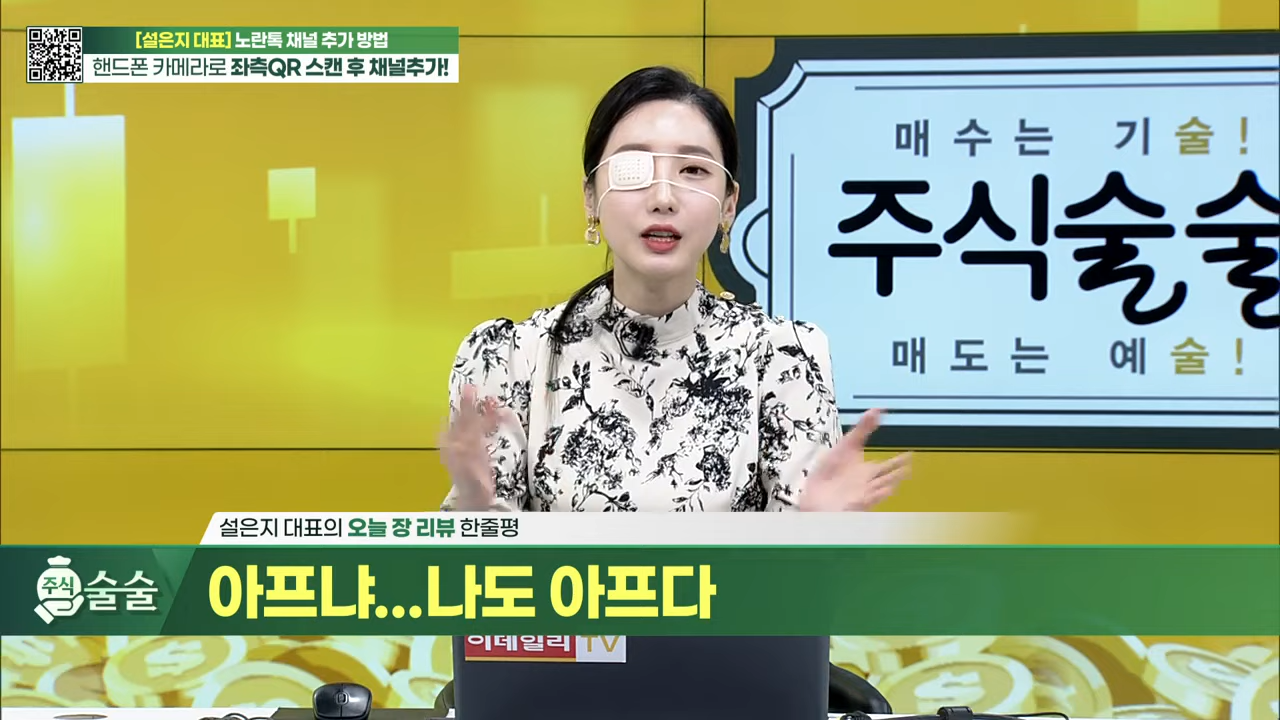 [설은지 대표] 노란톡 채널 추가 방법
핸드폰 카메라로 좌측QR 스캔 후 채널추가!
매수는 기술!
주식술술
매도는 예술!
설은지 대표의 오늘 장 리뷰 한줄평
주식술술
아프냐...나도 아프다
이데일리 TV